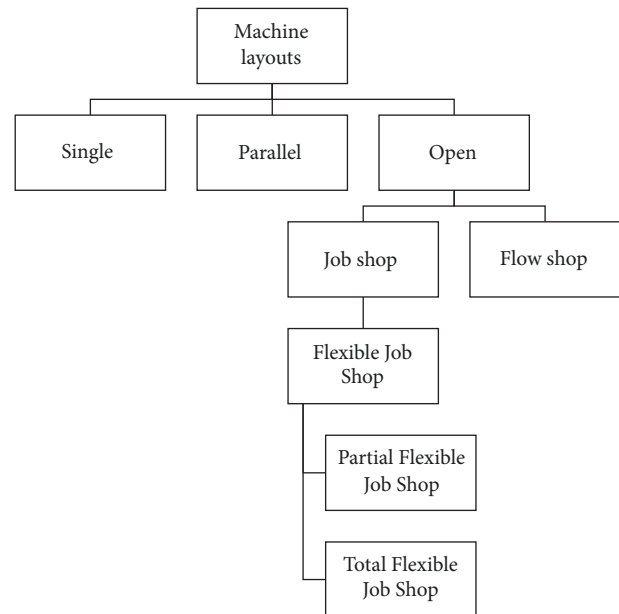 Machine
layouts
Single
Parallel
Open
Job shop
Flow shop
Flexible Job
Shop
Partial Flexible
Job Shop
Total Flexible
Job Shop